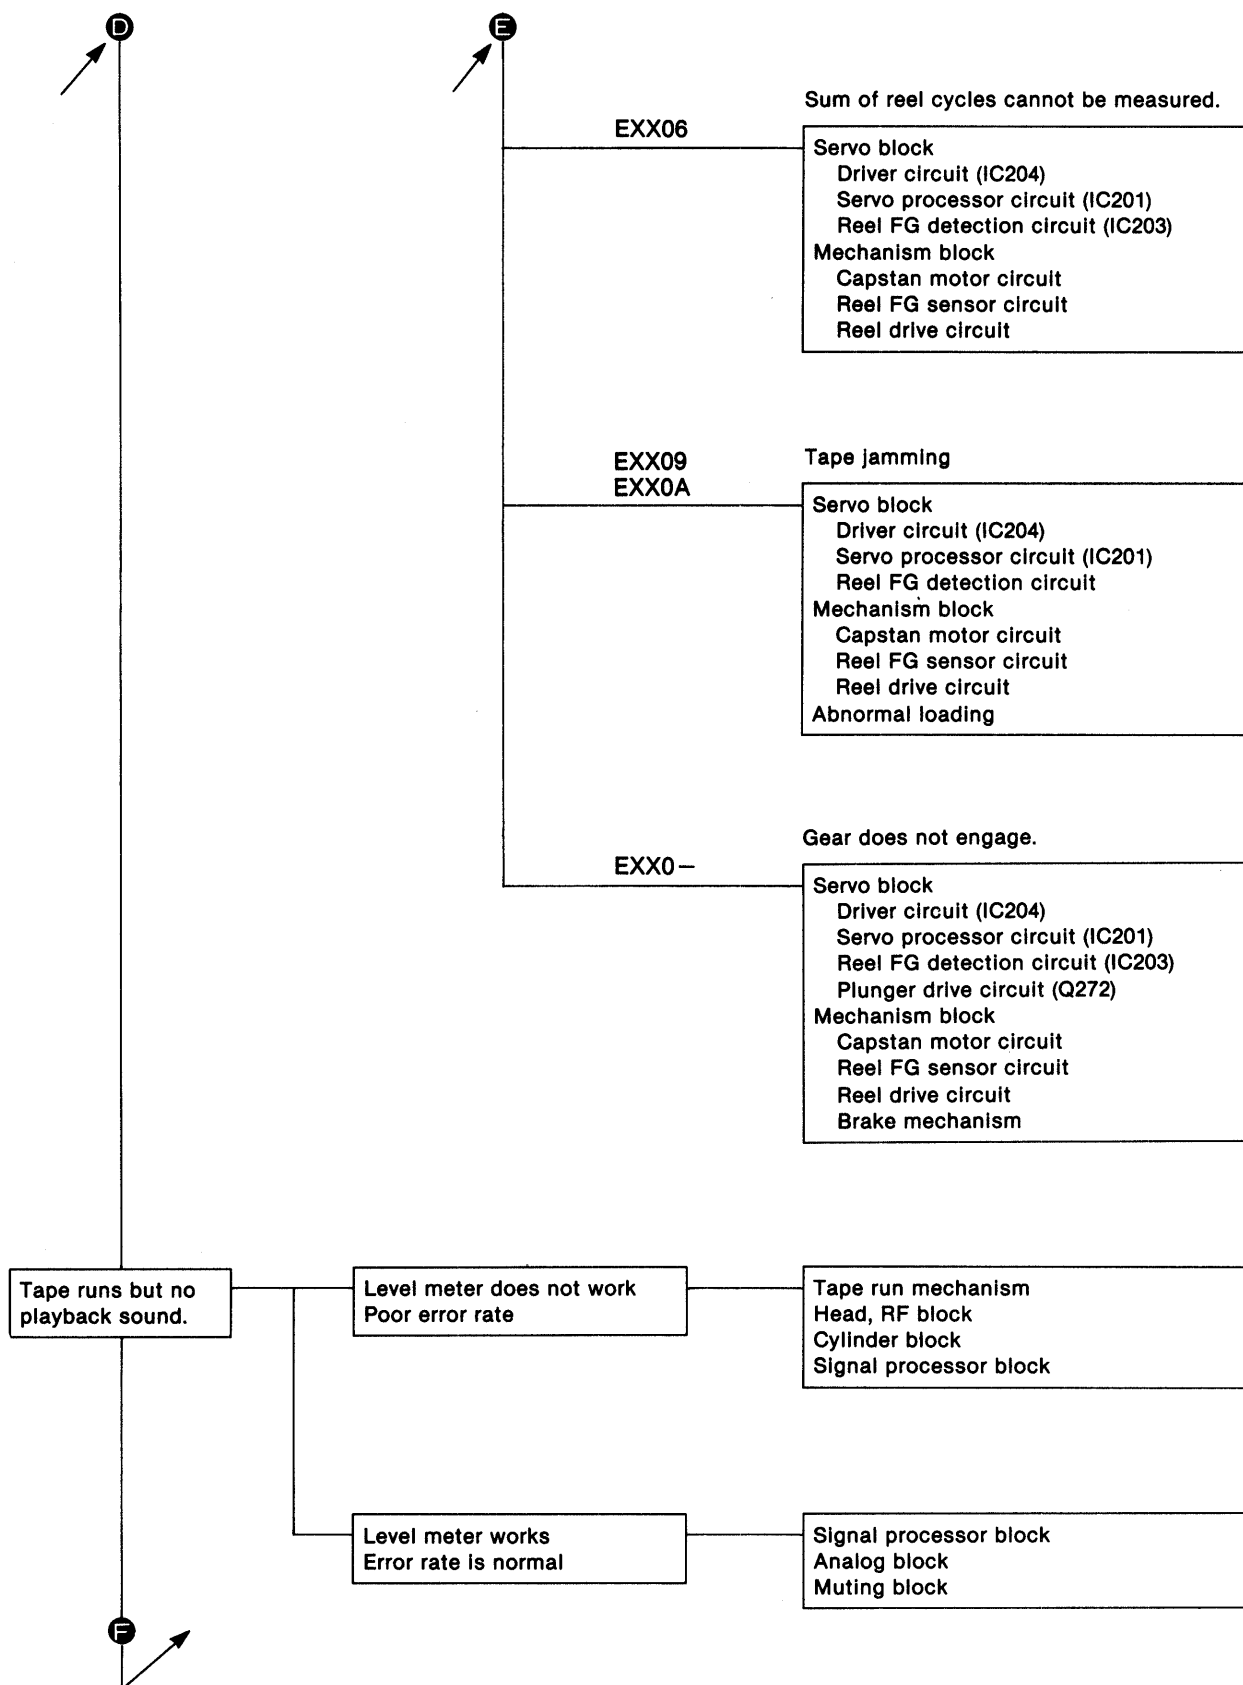 D
E
Sum of reel cycles cannot be measured.
EXX06
Servo block
Driver circuit (IC204)
Servo processor circuit (IC201)
Reel FG detection circuit (IC203)
Mechanism block
Capstan motor circuit
Reel FG sensor circuit
Reel drive circuit
EXX09
EXX0A
Tape jamming
Servo block
Driver circuit (IC204)
Servo processor circuit (IC201)
Reel FG detection circuit
Mechanism block
Capstan motor circuit
Reel FG sensor circuit
Reel drive circuit
Abnormal loading
Gear does not engage.
EXX0—
Servo block
Driver circuit (IC204)
Servo processor circuit (IC201)
Reel FG detection circuit (IC203)
Plunger drive circuit (Q272)
Mechanism block
Capstan motor circuit
Reel FG sensor circuit
Reel drive circuit
Brake mechanism
Tape runs but no
playback sound.
Level meter does not work
Poor error rate
Tape run mechanism
Head, RF block
Cylinder block
Signal processor block
Level meter works
Error rate is normal
Signal processor block
Analog block
Muting block
F